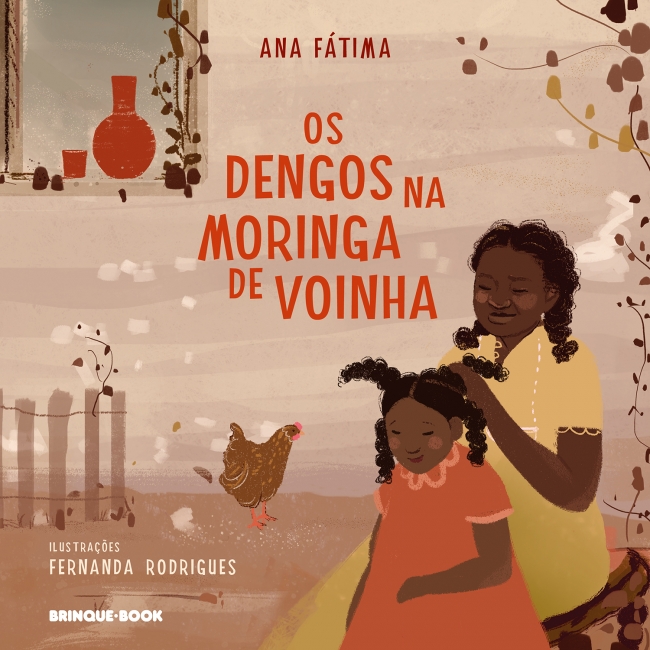 ANA FÁTIMA
OS
DENGOS NA
MORINGA
DE VOINHA
ILUSTRAÇÕES
FERNANDA RODRIGUES
BRINQUE-BOOK